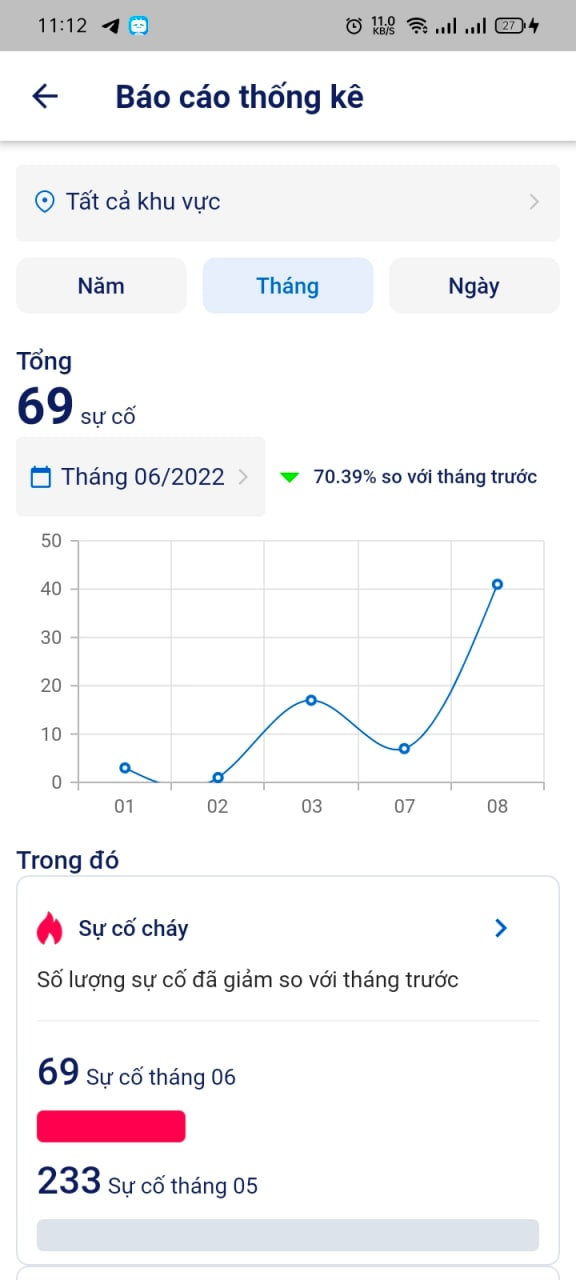 11:12
11.0
KB/S
27
Báo cáo thống kê
Tất cả khu vực
Năm
Tháng
Ngày
Tổng
69 sự cố
Tháng 06/2022
70.39% so với tháng trước
50
40
30
20
10
0
01 02 03 07 08
Trong đó
Sự cố cháy
Số lượng sự cố đã giảm so với tháng trước
69 Sự cố tháng 06
233 Sự cố tháng 05